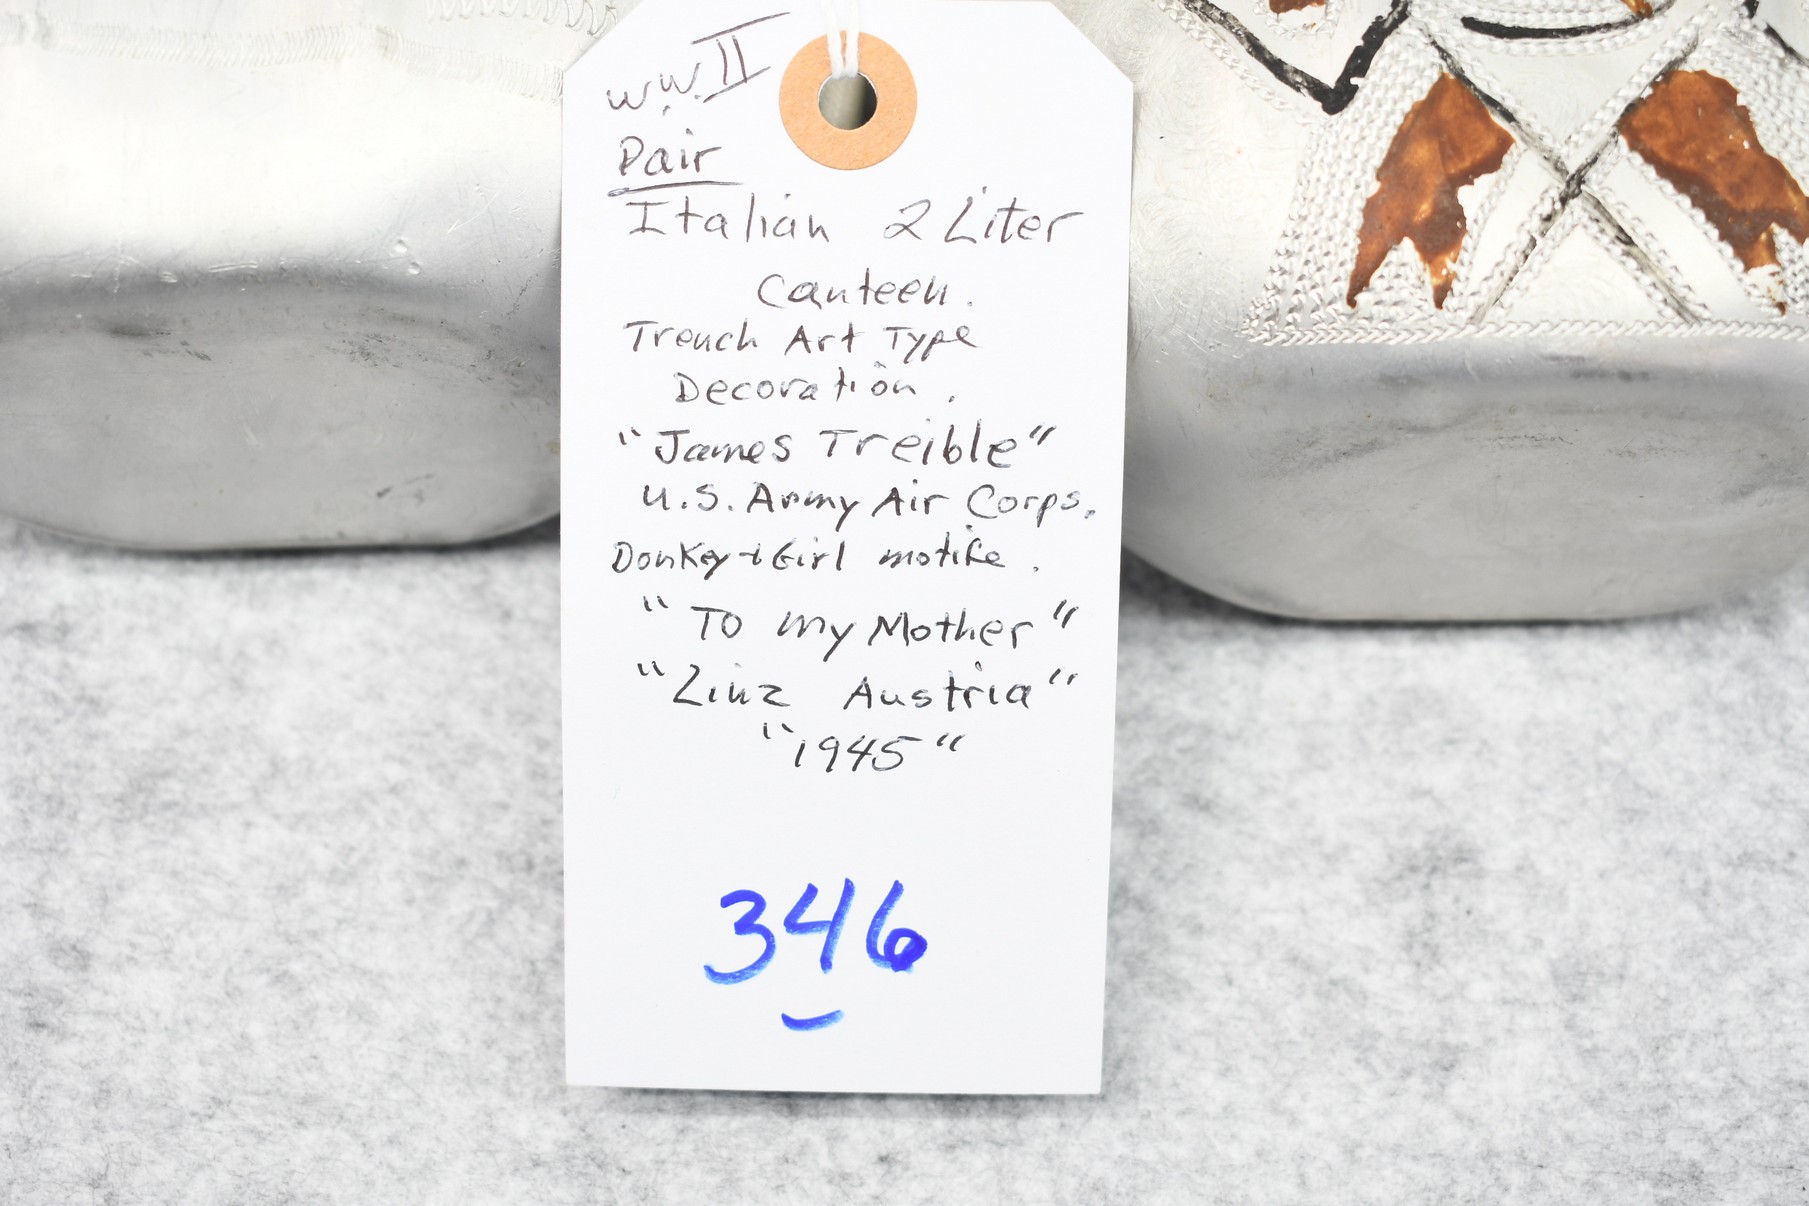 W.W. II
Pair
Italian 2 Liter
Canteen.
Trench Art Type
Decoration.
"James Treible"
U.S. Army Air Corps.
Donkey + Girl motife.
"To my Mother"
"Linz Austria"
"1945"
346